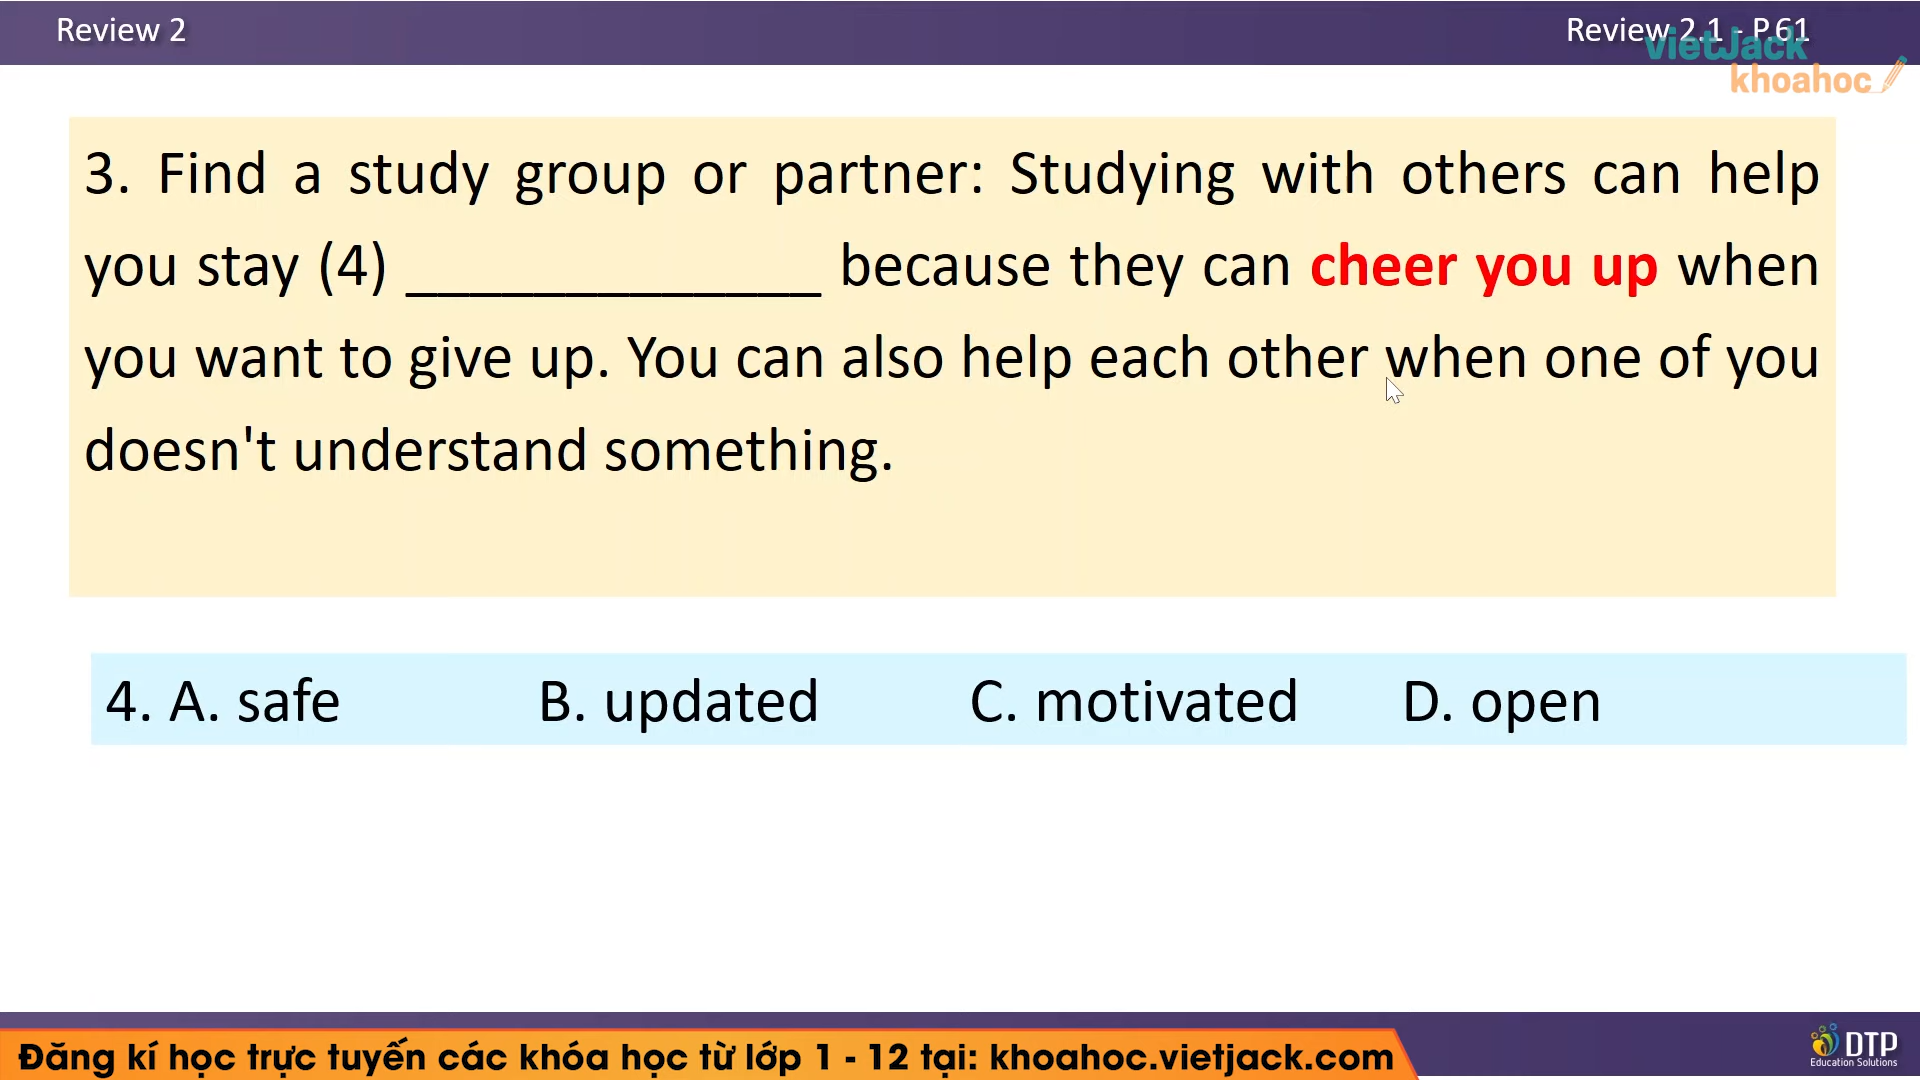 Review 2
Review 2.1 - P.61
vietJack
khoahoc
3. Find a study group or partner: Studying with others can help
you stay (4) _____________ because they can cheer you up when
you want to give up. You can also help each other when one of you
doesn't understand something.
4. A. safe B. updated C. motivated D. open
Đăng kí học trực tuyến các khóa học từ lớp 1 - 12 tại: khoahoc.vietjack.com
DTP
Education Solutions